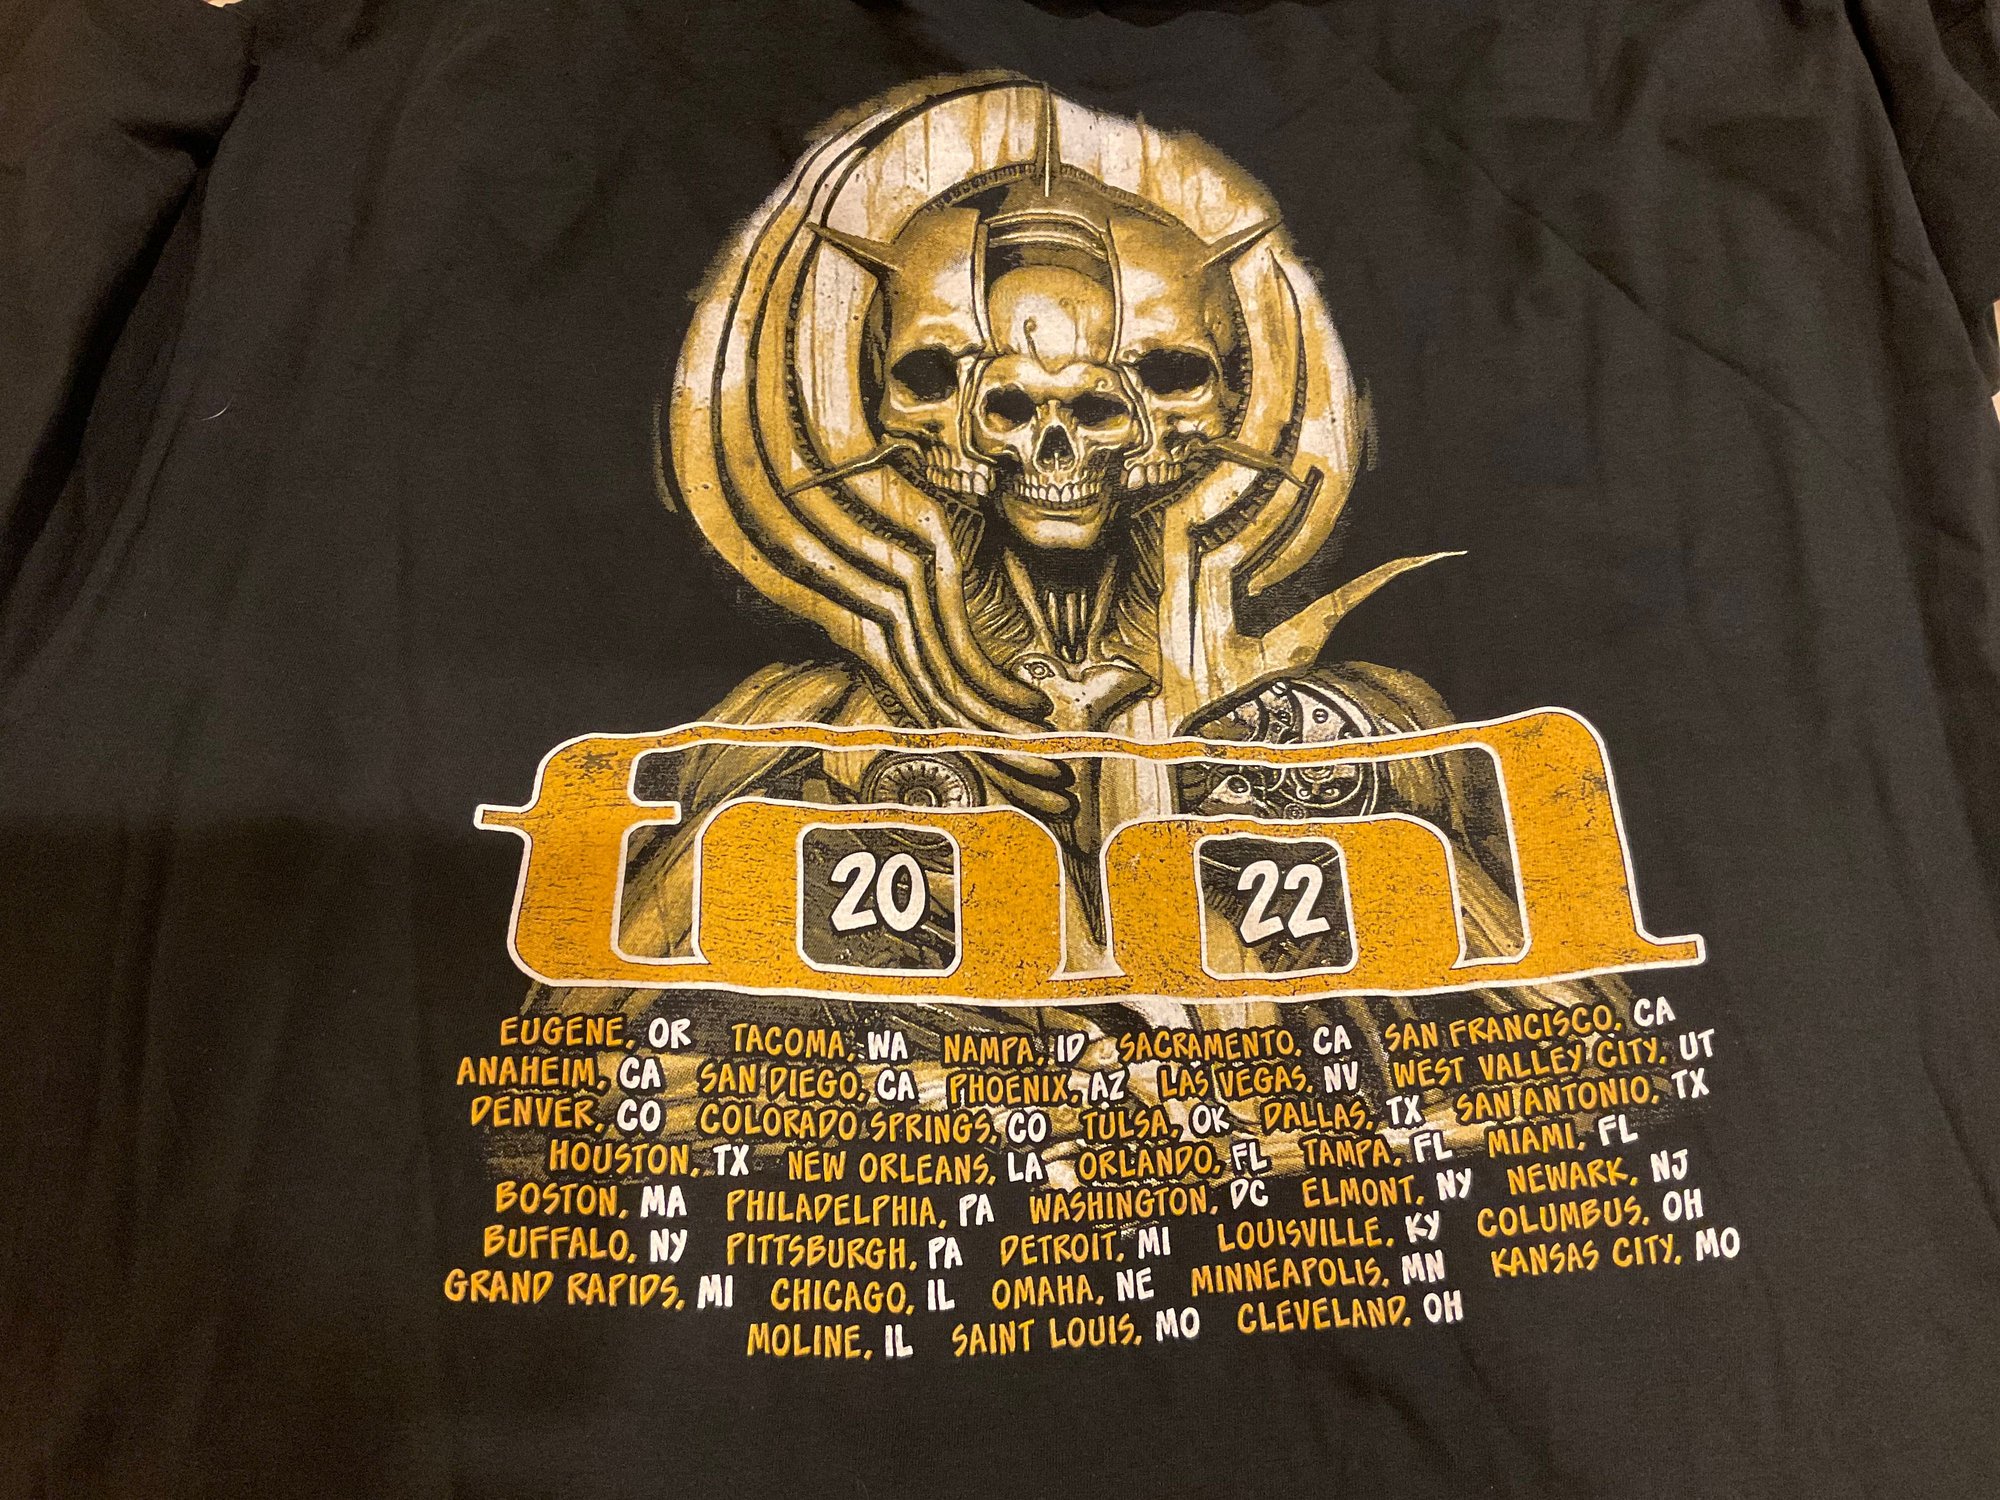 tool
20 22
EUGENE, OR TACOMA, WA NAMPA, ID SACRAMENTO, CA SAN FRANCISCO, CA
ANAHEIM, CA SAN DIEGO, CA PHOENIX, AZ LAS VEGAS, NV WEST VALLEY CITY, UT
DENVER, CO COLORADO SPRINGS, CO TULSA, OK DALLAS, TX SAN ANTONIO, TX
HOUSTON, TX NEW ORLEANS, LA ORLANDO, FL TAMPA, FL MIAMI, FL
BOSTON, MA PHILADELPHIA, PA WASHINGTON, DC ELMONT, NY NEWARK, NJ
BUFFALO, NY PITTSBURGH, PA DETROIT, MI LOUISVILLE, KY COLUMBUS, OH
GRAND RAPIDS, MI CHICAGO, IL OMAHA, NE MINNEAPOLIS, MN KANSAS CITY, MO
MOLINE, IL SAINT LOUIS, MO CLEVELAND, OH